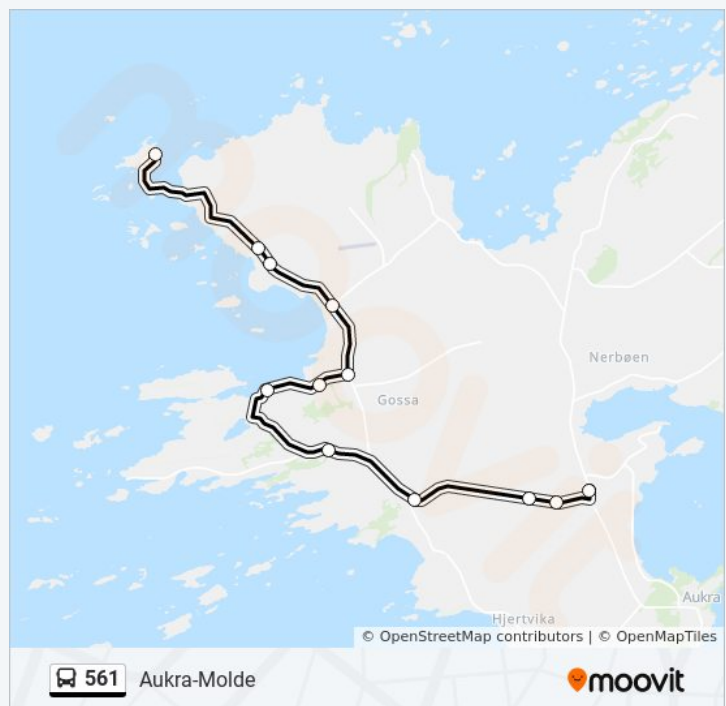 Nerbøen
Gossa
Aukra
Hjertvika
© OpenStreetMap contributors | © OpenMapTiles
561 Aukra-Molde
moovit